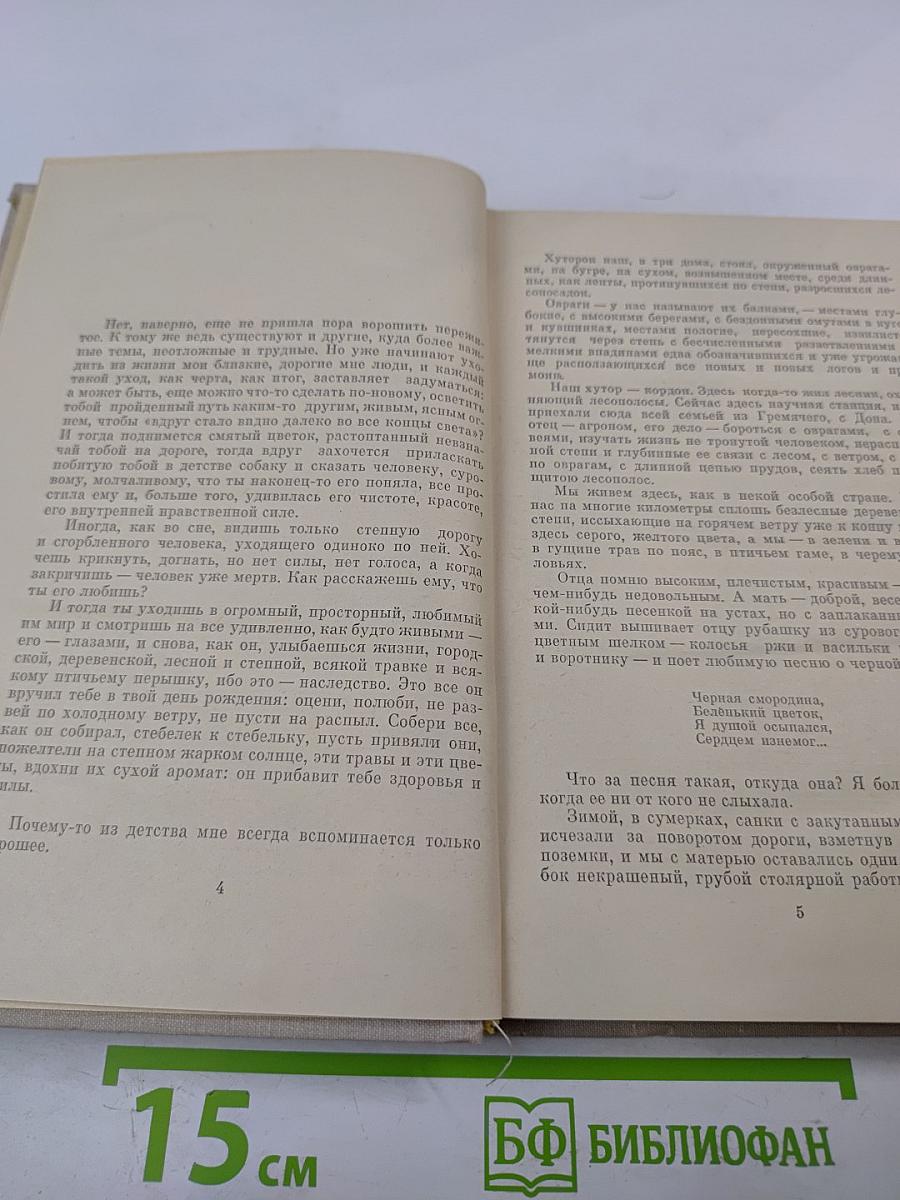 Нет, наверно, еще не пришла пора ворошить пережи-
тое. К тому же ведь существуют и другие, куда более важ-
ные темы, неотложные и трудные. Но уже начинают ухо-
дить из жизни мои близкие, дорогие мне люди, и каждый
такой уход, как черта, как итог, заставляет задуматься:
а может быть, еще можно что-то сделать по-новому, осветить
тобой пройденный путь каким-то другим, живым, ясным ог-
нем, чтобы «вдруг стало видно далеко во все концы света»?
И тогда поднимется смятый цветок, растоптанный невзна-
чай тобой на дороге, тогда вдруг захочется приласкать
побитую тобой в детстве собаку и сказать человеку, суро-
вому, молчаливому, что ты наконец-то его поняла, все про-
стила ему и, больше того, удивилась его чистоте, красоте,
его внутренней нравственной силе.
Иногда, как во сне, видишь только степную дорогу
и сгорбленного человека, уходящего одиноко по ней. Хо-
чешь крикнуть, догнать, но нет силы, нет голоса, а когда
закричишь — человек уже мертв. Как расскажешь ему, что
ты его любишь?
И тогда ты уходишь в огромный, просторный, любимый
им мир и смотришь на все удивленно, как будто живыми —
его — глазами, и снова, как он, улыбаешься жизни, город-
ской, деревенской, лесной и степной, всякой травке и вся-
кому птичьему перышку, ибо это — наследство. Это все он
вручил тебе в твой день рождения: оцени, полюби, не раз-
вей по холодному ветру, не пусти на распыл. Собери все,
как он собирал, стебелек к стебельку, пусть привяли они,
пожелтели на степном жарком солнце, эти травы и эти цве-
ты, вдохни их сухой аромат: он прибавит тебе здоровья и
илы.
Почему-то из детства мне всегда вспоминается только
рошее.
4
Хуторок наш, в три дома, стоял, окруженный оврага-
ми, на бугре, на сухом, возвышенном месте, среди длин-
ных, как ленты, протянувшихся по степи, разросшихся ле-
сопосадок.
Овраги — у нас называют их балками, — местами глу-
бокие, с высокими берегами, с бездонными омутами в куге
и кувшинках, местами пологие, пересохшие, извилист
тянутся через степь с бесчисленными разветвлениями
мелкими впадинами едва обозначившихся и уже угрожаю
ще расползающихся все новых и новых логов и пр
моин.
Наш хутор — кордон. Здесь когда-то жил лесник, ох
няющий лесополосы. Сейчас здесь научная станция, и
приехали сюда всей семьей из Гремячего, с Дона.
отец — агроном, его дело — бороться с оврагами, с с
веями, изучать жизнь не тронутой человеком, нерасп
ной степи и глубинные ее связи с лесом, с ветром, с
по оврагам, с длинной цепью прудов, сеять хлеб п
щитою лесополос.
Мы живем здесь, как в некой особой стране.
нас на многие километры сплошь безлесные деревен
степи, иссыхающие на горячем ветру уже к концу м
здесь серого, желтого цвета, а мы — в зелени и в
в гущине трав по пояс, в птичьем гаме, в черему
ловьях.
Отца помню высоким, плечистым, красивым —
чем-нибудь недовольным. А мать — доброй, весе
кой-нибудь песенкой на устах, но с заплаканн
ми. Сидит вышивает отцу рубашку из сурового
цветным шелком — колосья ржи и васильки
и воротнику — и поет любимую песню о черной
Черная смородина,
Беленький цветок,
Я душой осыпался,
Сердцем изнемог...
Что за песня такая, откуда она? Я бол
когда ее ни от кого не слыхала.
Зимой, в сумерках, санки с закутанным
исчезали за поворотом дороги, взметнув
поземки, и мы с матерью оставались одни
бок некрашеный, грубой столярной работы
5
15 см
БФ БИБЛИОФАН